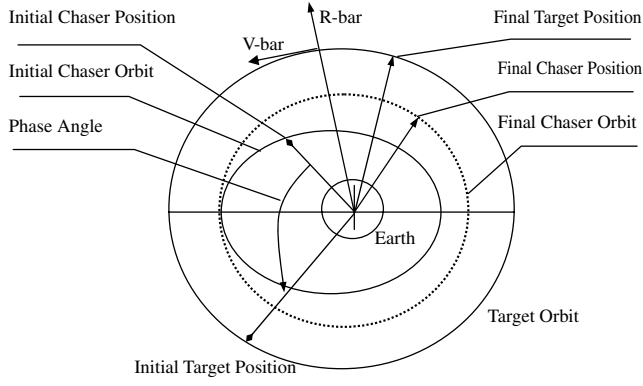 Initial Chaser Position
R-bar
Final Target Position
V-bar
Initial Chaser Orbit
Final Chaser Position
Phase Angle
Final Chaser Orbit
Earth
Target Orbit
Initial Target Position